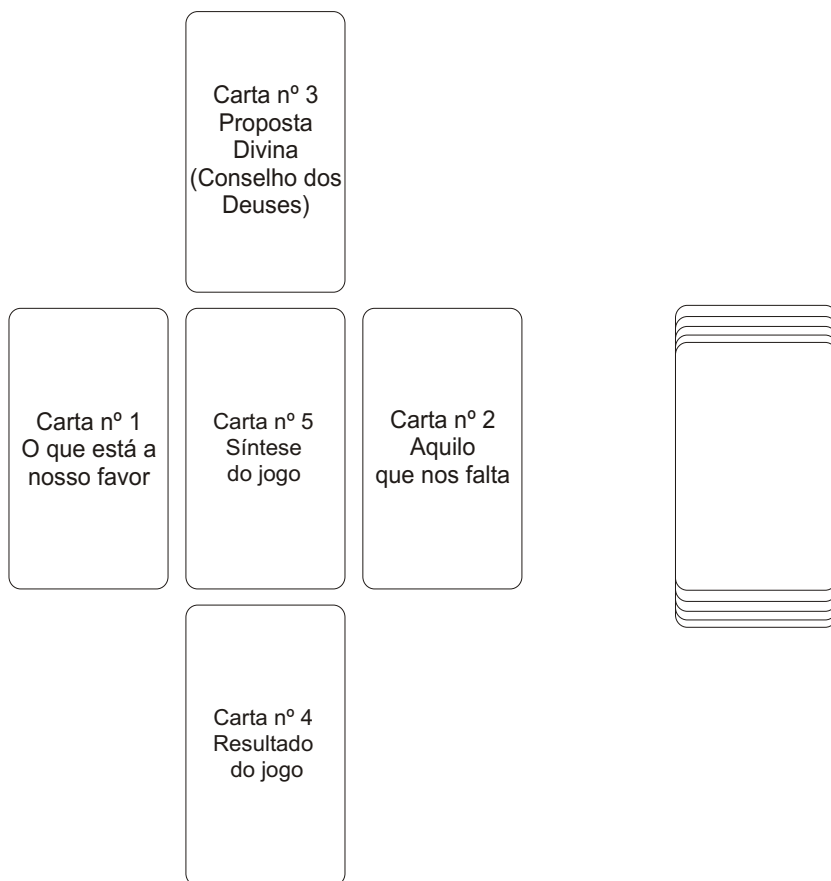 Carta nº 3
Proposta
Divina
(Conselho dos
Deuses)
Carta nº 1
O que está a
nosso favor
Carta nº 5
Síntese
do jogo
Carta nº 2
Aquilo
que nos falta
Carta nº 4
Resultado
do jogo